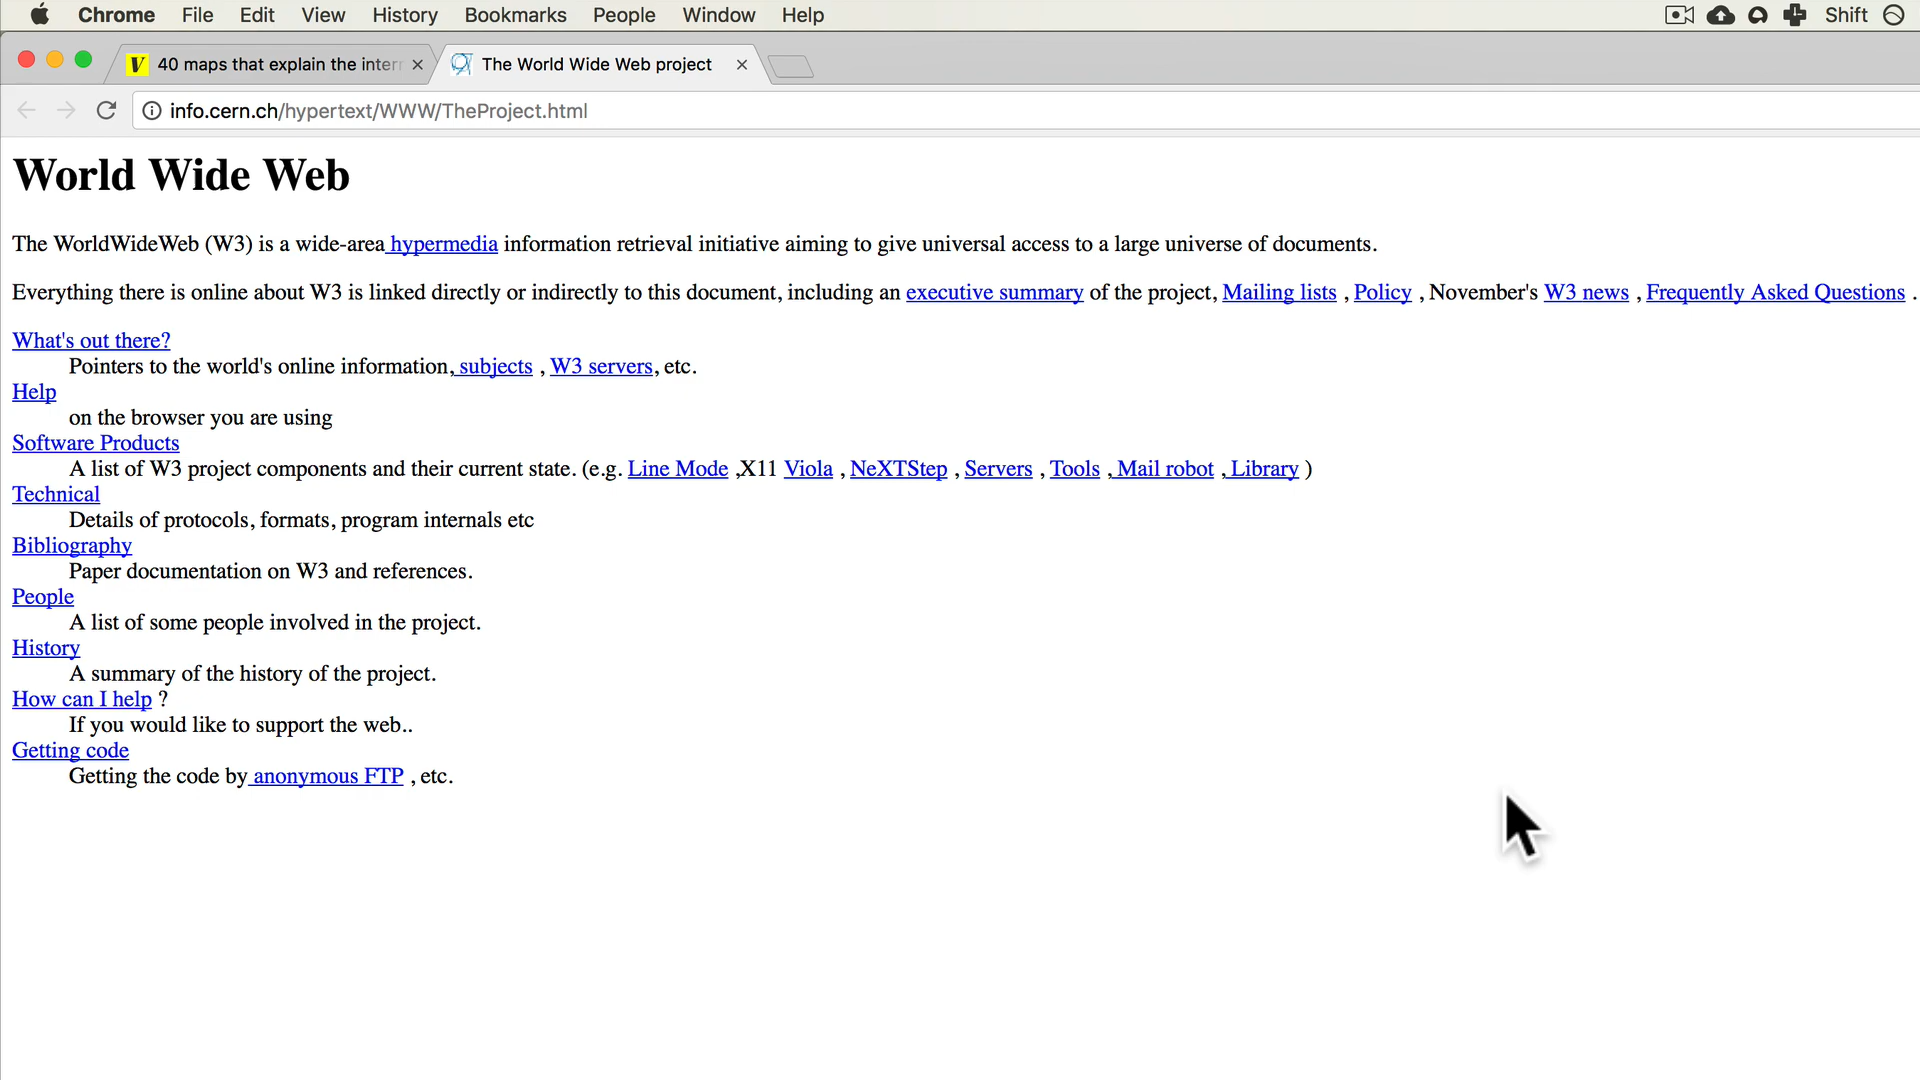 Chrome File Edit View History Bookmarks People Window Help Shift
V 40 maps that explain the inter The World Wide Web project
info.cern.ch/hypertext/WWW/TheProject.html
World Wide Web
The WorldWideWeb (W3) is a wide-area hypermedia information retrieval initiative aiming to give universal access to a large universe of documents.
Everything there is online about W3 is linked directly or indirectly to this document, including an executive summary of the project, Mailing lists , Policy , November's W3 news , Frequently Asked Questions .
What's out there?
Pointers to the world's online information, subjects , W3 servers, etc.
Help
on the browser you are using
Software Products
A list of W3 project components and their current state. (e.g. Line Mode ,X11 Viola , NeXTStep , Servers , Tools , Mail robot , Library )
Technical
Details of protocols, formats, program internals etc
Bibliography
Paper documentation on W3 and references.
People
A list of some people involved in the project.
History
A summary of the history of the project.
How can I help ?
If you would like to support the web..
Getting code
Getting the code by anonymous FTP , etc.